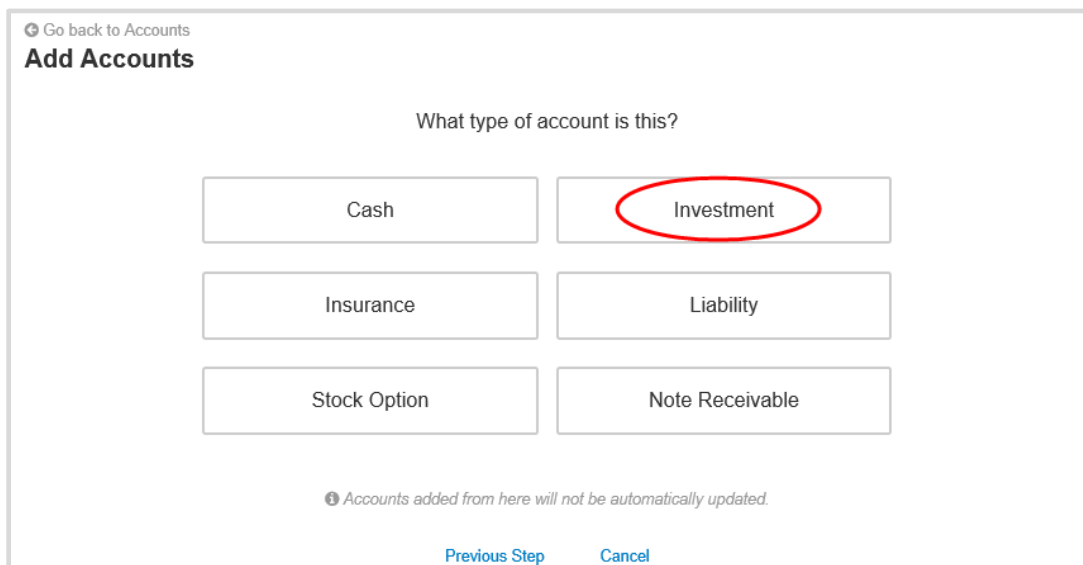 Go back to Accounts
Add Accounts
What type of account is this?
Cash
Investment
Insurance
Liability
Stock Option
Note Receivable
Accounts added from here will not be automatically updated.
Previous Step
Cancel